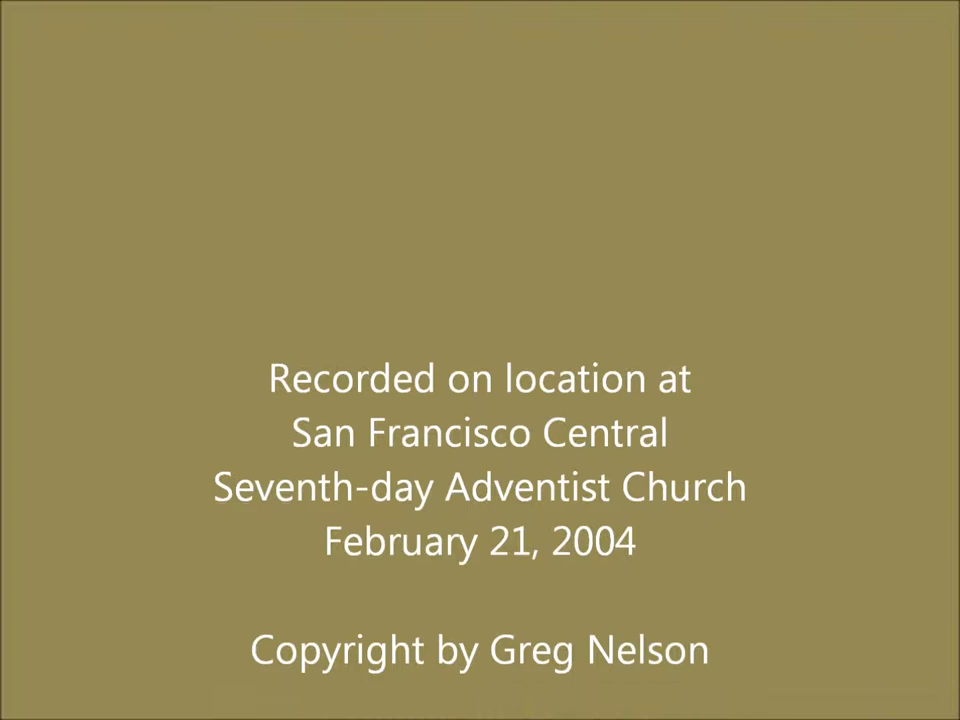 Recorded on location at
San Francisco Central
Seventh-day Adventist Church
February 21, 2004
Copyright by Greg Nelson